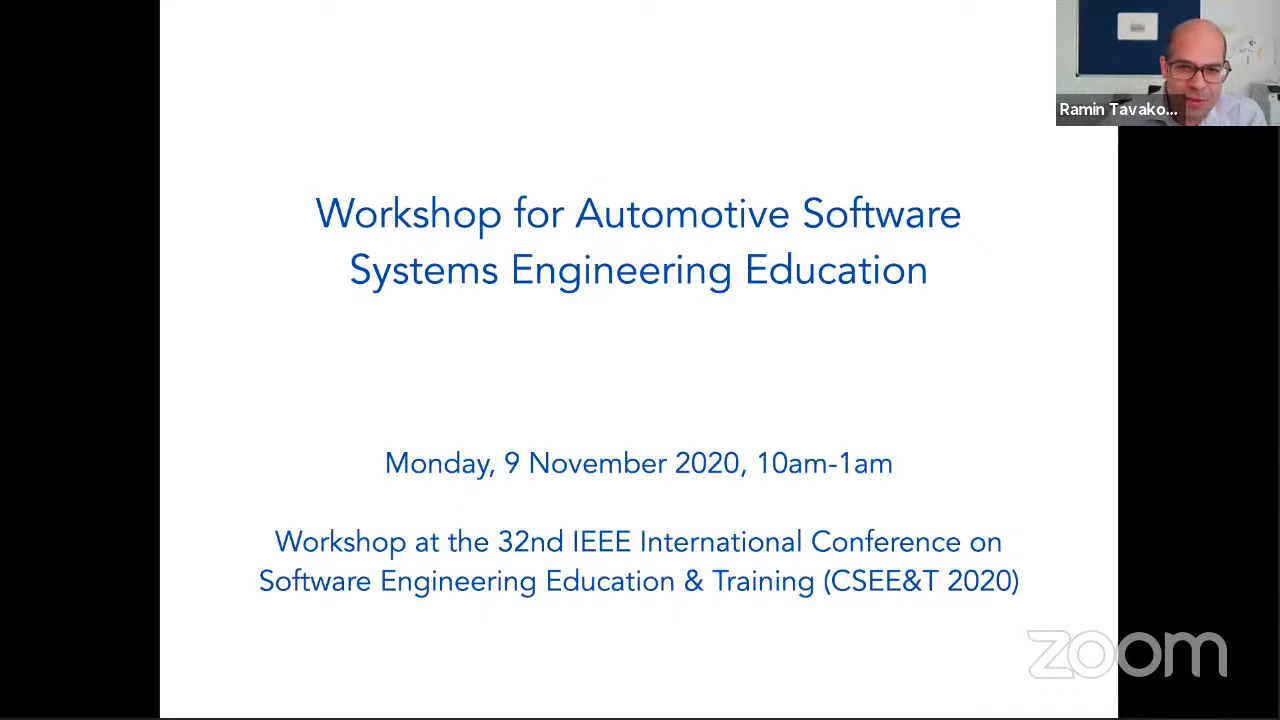 Ramin Tavako...
Workshop for Automotive Software
Systems Engineering Education
Monday, 9 November 2020, 10am-1am
Workshop at the 32nd IEEE International Conference on
Software Engineering Education & Training (CSEE&T 2020)
zoom